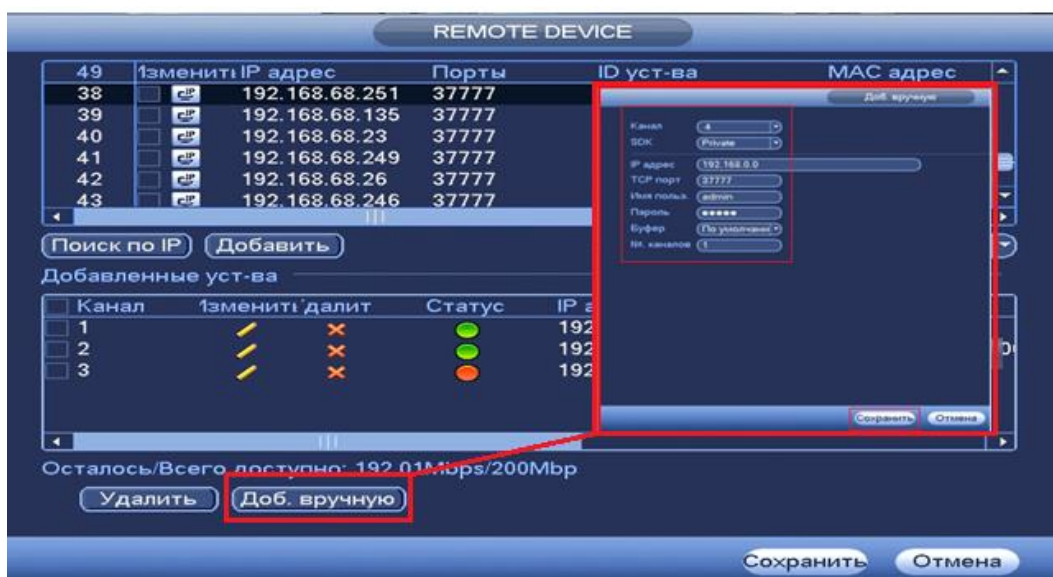 REMOTE DEVICE
49 Ізменитı IP адрес Порты ID уст-ва MAC адрес
38 192.168.68.251 37777
39 192.168.68.135 37777
40 192.168.68.23 37777
41 192.168.68.249 37777
42 192.168.68.26 37777
43 192.168.68.246 37777
Поиск по IP Добавить
Добавленные уст-ва
Канал Ізменитı далит Статус IP а
1 192
2 192
3 192
Осталось/Всего доступно: 192.01Mbps/200Mbp
Удалить Доб. вручную
Сохранить Отмена
Доб. вручную
Канал 4
SDK Private
IP адрес 192.168.0.0
TCP порт 37777
Имя польз. admin
Пароль •••••
Буфер По умолчани
№. каналов 1
Сохранить Отмена